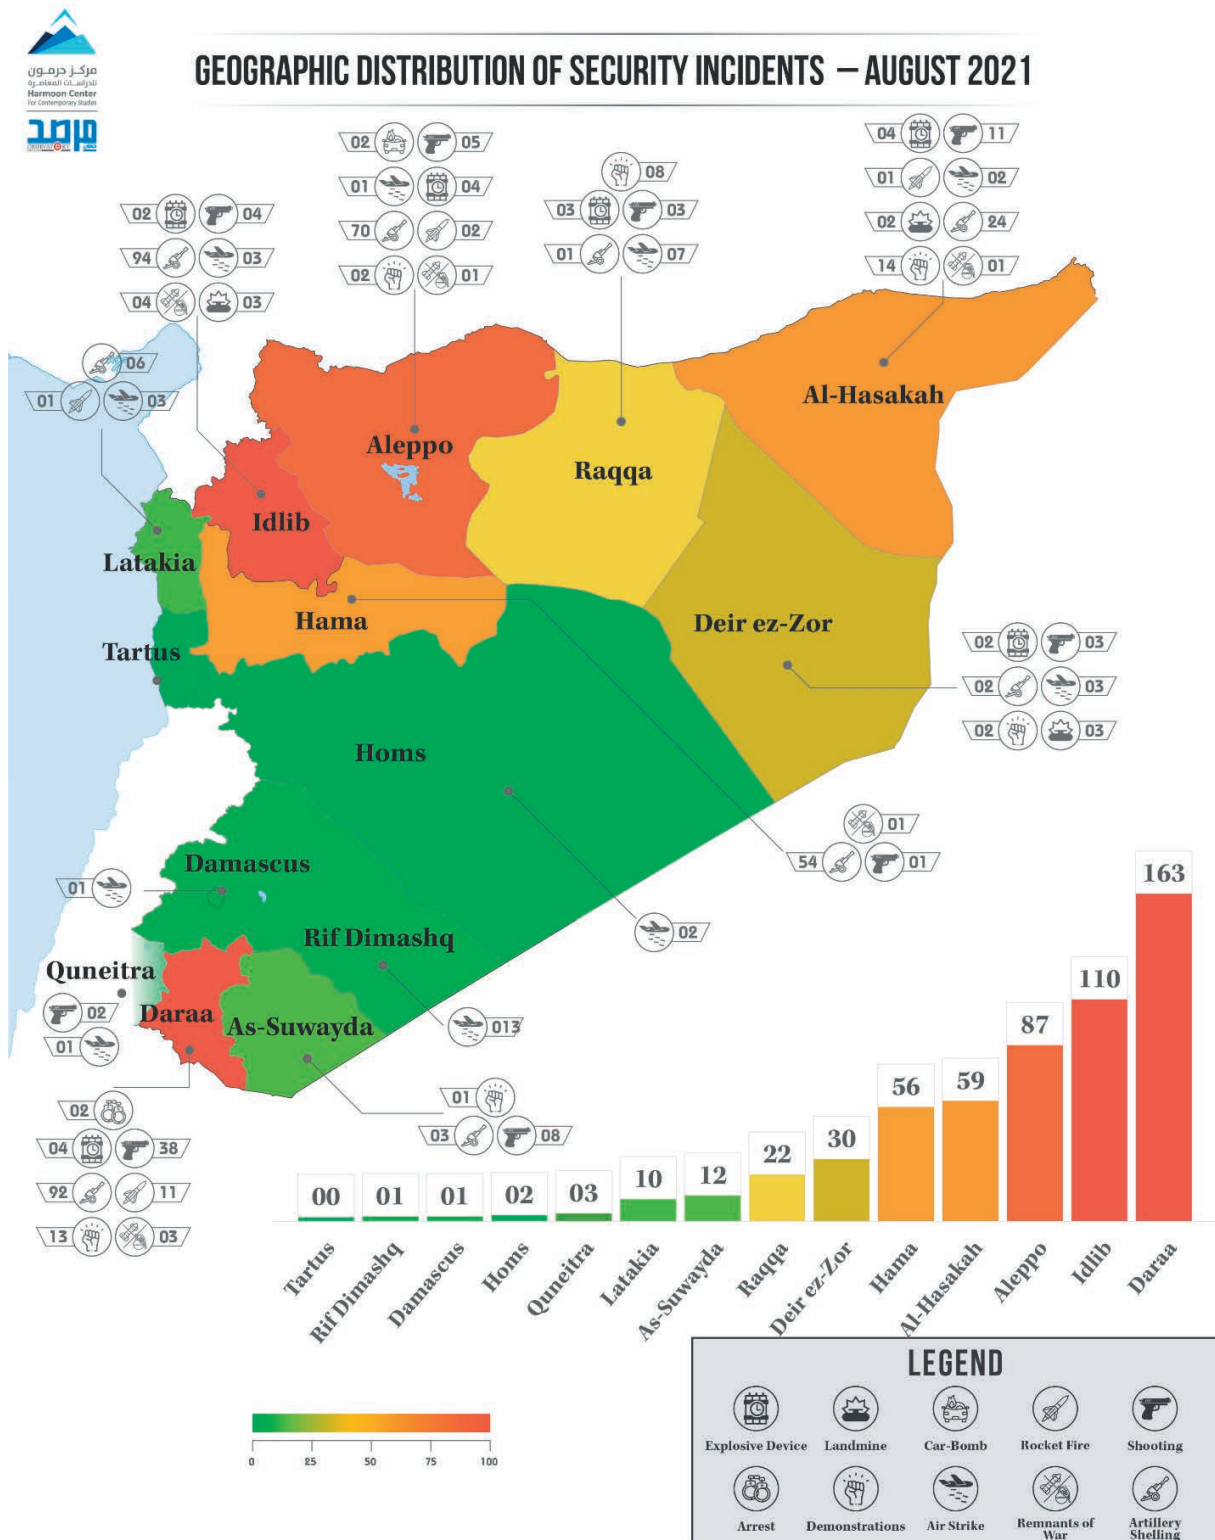 مركز حرمون
للدراسات المعاصرة
Harmoon Center
For Contemporary Studies
GEOGRAPHIC DISTRIBUTION OF SECURITY INCIDENTS – AUGUST 2021
02 05
01 04
70 02
02 01
04 11
01 02
02 24
14 01
08
03 03
01 07
02 04
94 03
04 03
06
01 03
Al-Hasakah
Aleppo
Raqqa
Idlib
Latakia
Hama
Deir ez-Zor
Tartus
02 03
02 03
02 03
Homs
01
54 01
Damascus
01
02
Rif Dimashq
Quneitra
02
01
Daraa
As-Suwayda
013
01
03 08
02
04 38
92 11
13 03
00 01 01 02 03 10 12 22 30 56 59 87 110 163
Tartus
Rif Dimashq
Damascus
Homs
Quneitra
Latakia
As-Suwayda
Raqqa
Deir ez-Zor
Hama
Al-Hasakah
Aleppo
Idlib
Daraa
LEGEND
Explosive Device Landmine Car-Bomb Rocket Fire Shooting
Arrest Demonstrations Air Strike Remnants of War Artillery Shelling
0 25 50 75 100